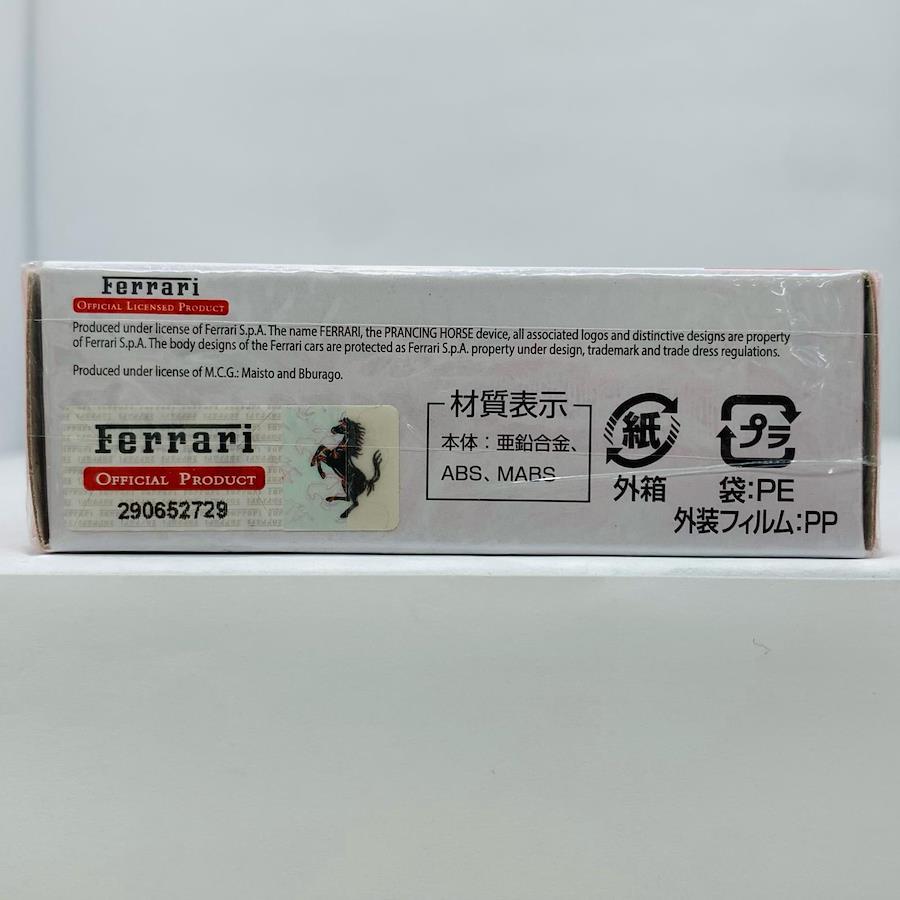 Ferrari
OFFICIAL LICENSED PRODUCT
Produced under license of Ferrari S.p.A. The name FERRARI, the PRANCING HORSE device, all associated logos and distinctive designs are property
of Ferrari S.p.A. The body designs of the Ferrari cars are protected as Ferrari S.p.A. property under design, trademark and trade dress regulations.
Produced under license of M.C.G.: Maisto and Bburago.
Ferrari
OFFICIAL PRODUCT
290652729
材質表示
本体：亜鉛合金、
ABS、MABS
紙
外箱
プラ
袋:PE
外装フィルム:PP